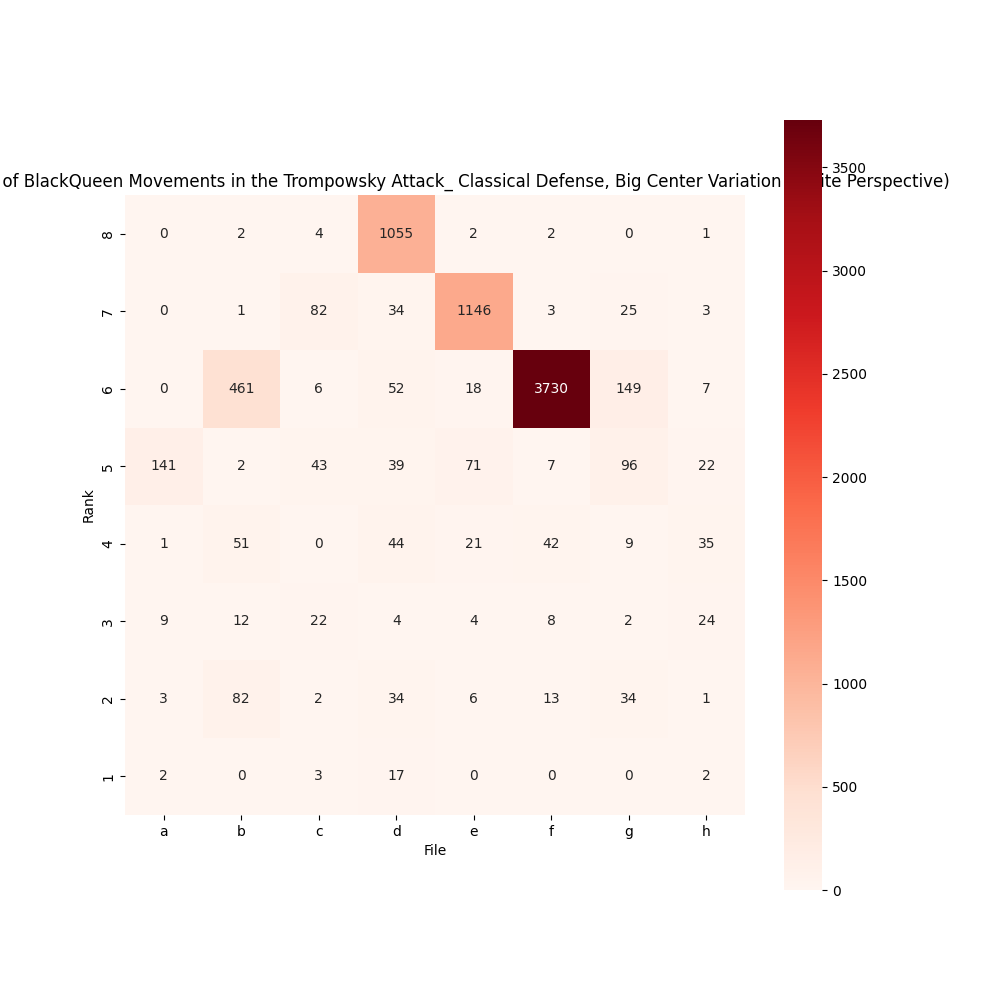 of BlackQueen Movements in the Trompowsky Attack_ Classical Defense, Big Center Variation ite Perspective)
8 0 2 4 1055 2 2 0 1
7 0 1 82 34 1146 3 25 3
6 0 461 6 52 18 3730 149 7
5 141 2 43 39 71 7 96 22
4 1 51 0 44 21 42 9 35
3 9 12 22 4 4 8 2 24
2 3 82 2 34 6 13 34 1
1 2 0 3 17 0 0 0 2
a b c d e f g h
File
Rank
3500
3000
2500
2000
1500
1000
500
0